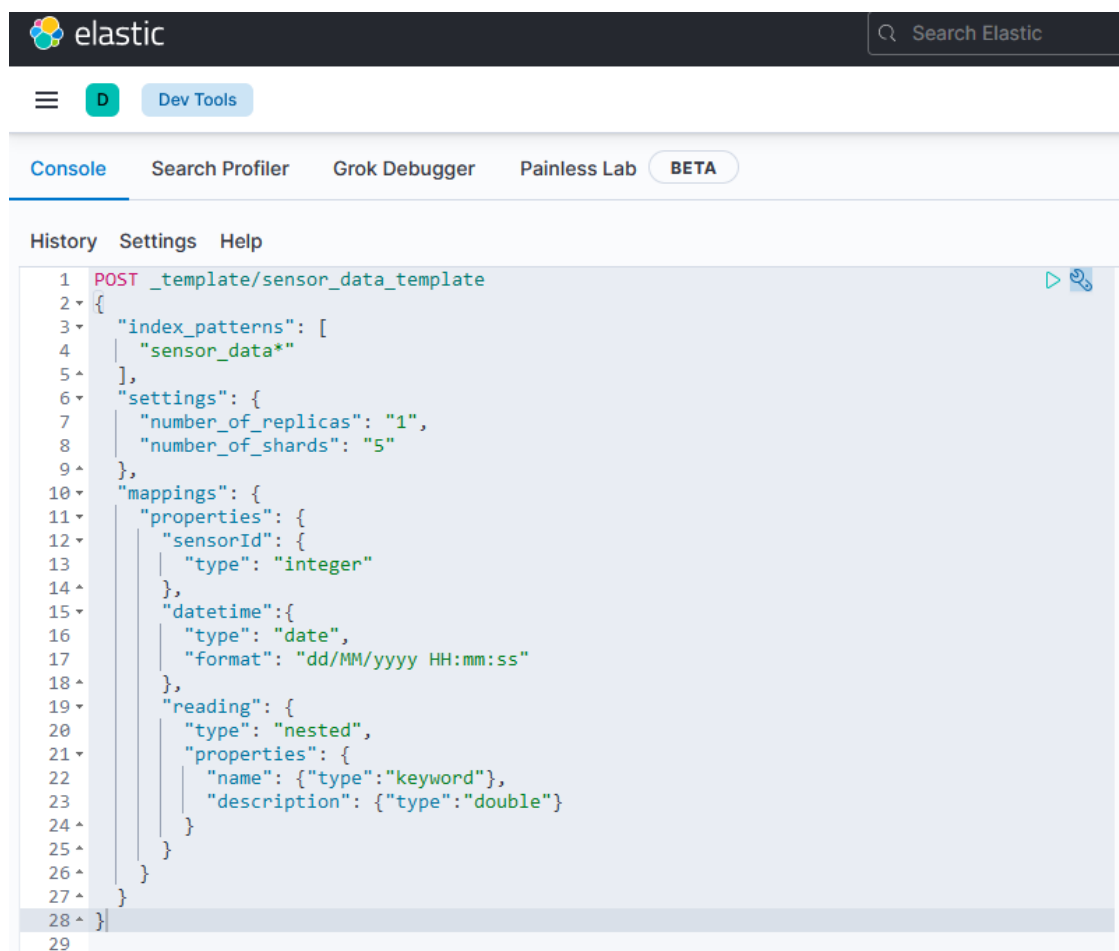 elastic
Search Elastic
D
Dev Tools
Console Search Profiler Grok Debugger Painless Lab BETA
History Settings Help
1 POST _template/sensor_data_template
2 {
3   "index_patterns": [
4     "sensor_data*"
5   ],
6   "settings": {
7     "number_of_replicas": "1",
8     "number_of_shards": "5"
9   },
10   "mappings": {
11     "properties": {
12       "sensorId": {
13         "type": "integer"
14       },
15       "datetime":{
16         "type": "date",
17         "format": "dd/MM/yyyy HH:mm:ss"
18       },
19       "reading": {
20         "type": "nested",
21         "properties": {
22           "name": {"type":"keyword"},
23           "description": {"type":"double"}
24         }
25       }
26     }
27   }
28 }
29